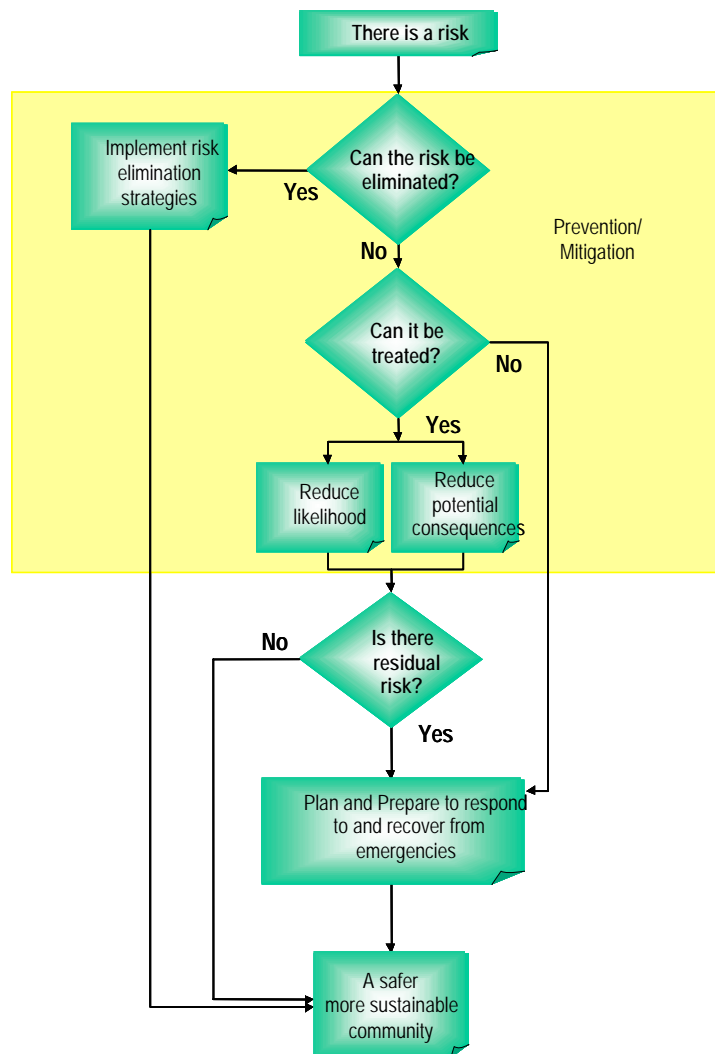 There is a risk
Can the risk be
eliminated?
Implement risk
elimination
strategies
Yes
Prevention/
Mitigation
No
Can it be
treated?
No
Yes
Reduce
likelihood
Reduce
potential
consequences
Is there
residual
risk?
No
Yes
Plan and Prepare to respond
to and recover from
emergencies
A safer
more sustainable
community